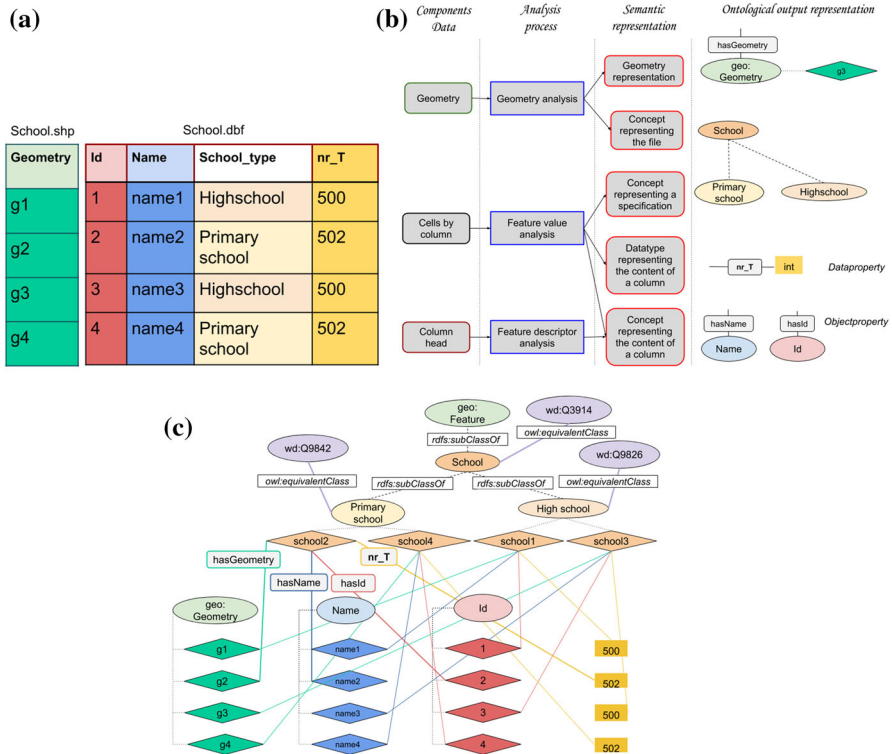 (a)
School.shp
School.dbf
Geometry
Id
Name
School_type
nr_T
g1
1
name1
Highschool
500
g2
2
name2
Primary
school
502
g3
3
name3
Highschool
500
g4
4
name4
Primary
school
502
(b)
Components
Data
Analysis
process
Semantic
representation
Ontological output representation
Geometry
Geometry analysis
Geometry
representation
Concept
representing
the file
Cells by
column
Feature value
analysis
Concept
representing a
specification
Datatype
representing
the content of
a column
Column
head
Feature descriptor
analysis
Concept
representing
the content of
a column
hasGeometry
geo:
Geometry
g3
School
Primary
school
Highschool
nr_T
int
Dataproperty
Objectproperty
hasName
hasId
Name
Id
(c)
geo:
Feature
wd:Q3914
rdfs:subClassOf
owl:equivalentClass
wd:Q9842
School
wd:Q9826
owl:equivalentClass
rdfs:subClassOf
rdfs:subClassOf
owl:equivalentClass
Primary
school
High school
school2
school4
school1
school3
hasGeometry
nr_T
hasName
hasId
geo:
Geometry
Name
Id
g1
name1
1
500
g2
name2
2
502
g3
name3
3
500
g4
name4
4
502